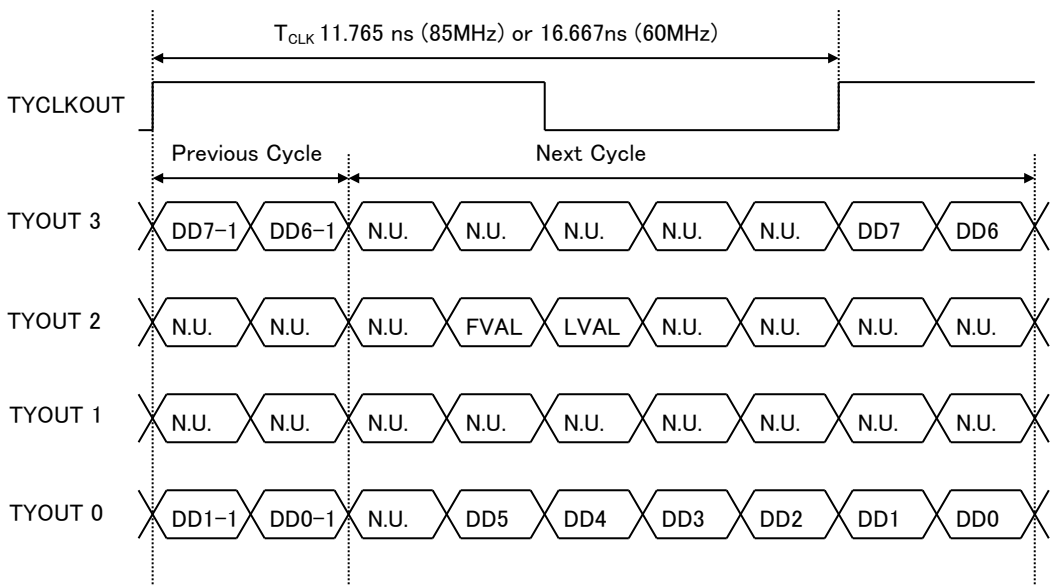 TCLK 11.765 ns (85MHz) or 16.667ns (60MHz)
TYCLKOUT
Previous Cycle Next Cycle
TYOUT 3 DD7-1 DD6-1 N.U. N.U. N.U. N.U. N.U. DD7 DD6
TYOUT 2 N.U. N.U. N.U. FVAL LVAL N.U. N.U. N.U. N.U.
TYOUT 1 N.U. N.U. N.U. N.U. N.U. N.U. N.U. N.U. N.U.
TYOUT 0 DD1-1 DD0-1 N.U. DD5 DD4 DD3 DD2 DD1 DD0